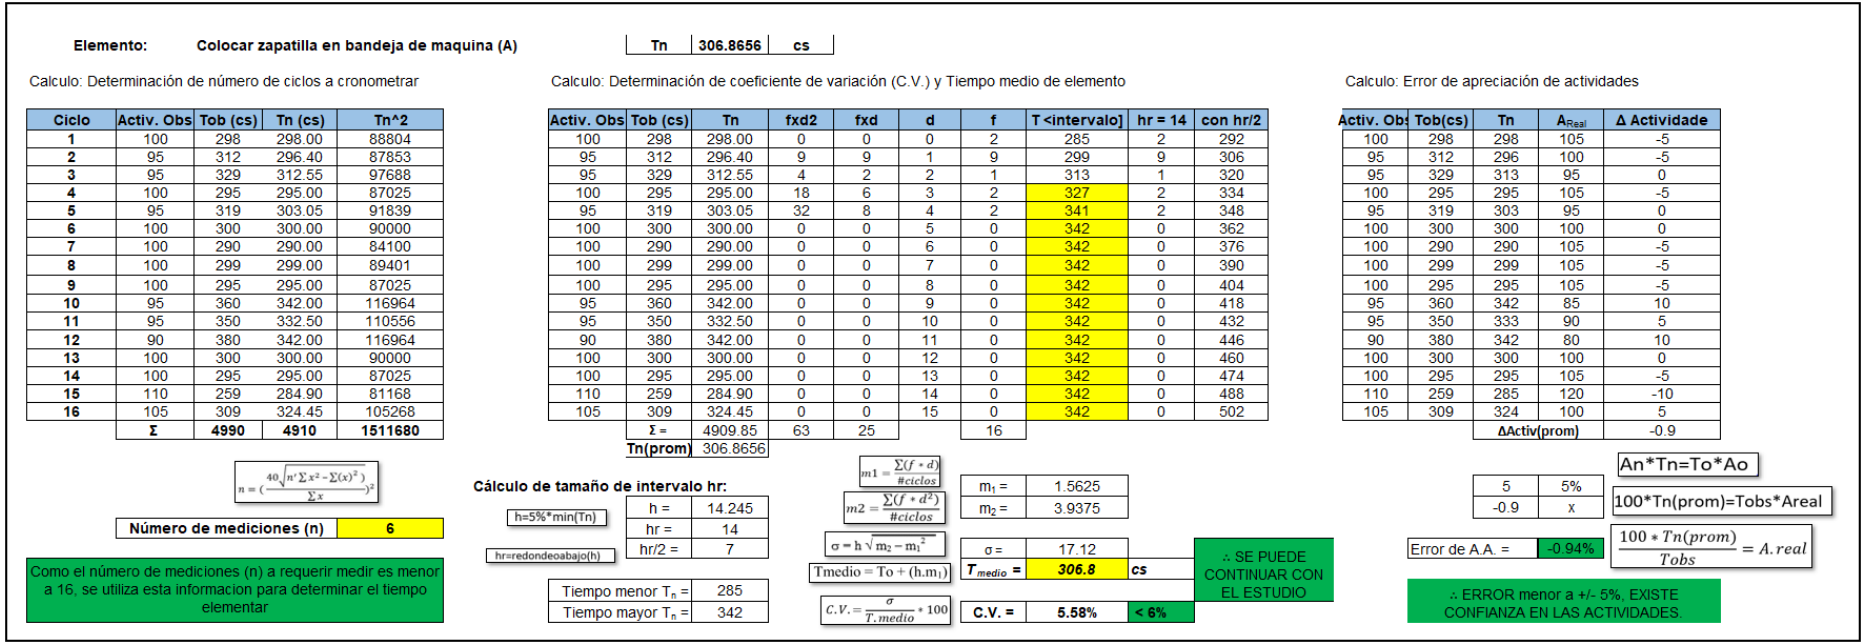 Elemento: Colocar zapatilla en bandeja de maquina (A) Tn 306.8656 cs
Calculo: Determinación de número de ciclos a cronometrar
Ciclo Activ. Obs Tob (cs) Tn (cs) Tn^2
1 100 298 298.00 88804
2 95 312 296.40 87853
3 95 329 312.55 97688
4 100 295 295.00 87025
5 95 319 303.05 91839
6 100 300 300.00 90000
7 100 290 290.00 84100
8 100 299 299.00 89401
9 100 295 295.00 87025
10 95 360 342.00 116964
11 95 350 332.50 110556
12 90 380 342.00 116964
13 100 300 300.00 90000
14 100 295 295.00 87025
15 110 259 284.90 81168
16 105 309 324.45 105268
Σ 4990 4910 1511680
n = (40√(n'∑x²−∑(x)²) / ∑x)²
Número de mediciones (n) 6
Como el número de mediciones (n) a requerir medir es menor
a 16, se utiliza esta informacion para determinar el tiempo
elementar
Calculo: Determinación de coeficiente de variación (C.V.) y Tiempo medio de elemento
Activ. Obs Tob (cs) Tn fxd2 fxd d f T <intervalo] hr = 14 con hr/2
100 298 298.00 0 0 0 2 285 2 292
95 312 296.40 9 9 1 9 299 9 306
95 329 312.55 4 2 2 1 313 1 320
100 295 295.00 18 6 3 2 327 2 334
95 319 303.05 32 8 4 2 341 2 348
100 300 300.00 0 0 5 0 342 0 362
100 290 290.00 0 0 6 0 342 0 376
100 299 299.00 0 0 7 0 342 0 390
100 295 295.00 0 0 8 0 342 0 404
95 360 342.00 0 0 9 0 342 0 418
95 350 332.50 0 0 10 0 342 0 432
90 380 342.00 0 0 11 0 342 0 446
100 300 300.00 0 0 12 0 342 0 460
100 295 295.00 0 0 13 0 342 0 474
110 259 284.90 0 0 14 0 342 0 488
105 309 324.45 0 0 15 0 342 0 502
Σ = 4909.85 63 25 16
Tn(prom) 306.8656
Cálculo de tamaño de intervalo hr:
h=5%*min(Tn)
h = 14.245
hr = 14
hr=redondeoabajo(h)
hr/2 = 7
Tiempo menor Tn = 285
Tiempo mayor Tn = 342
m1 = ∑(f * d) / #ciclos
m1 = 1.5625
m2 = ∑(f * d²) / #ciclos
m2 = 3.9375
σ = h √(m2 − m1²)
σ = 17.12
Tmedio = To + (h.m1)
Tmedio = 306.8 cs
C.V. = σ / T.medio * 100
C.V. = 5.58% < 6%
∴ SE PUEDE
CONTINUAR CON
EL ESTUDIO
Calculo: Error de apreciación de actividades
Activ. Obs Tob(cs) Tn AReal Δ Actividade
100 298 298 105 -5
95 312 296 100 -5
95 329 313 95 0
100 295 295 105 -5
95 319 303 95 0
100 300 300 100 0
100 290 290 105 -5
100 299 299 105 -5
100 295 295 105 -5
95 360 342 85 10
95 350 333 90 5
90 380 342 80 10
100 300 300 100 0
100 295 295 105 -5
110 259 285 120 -10
105 309 324 100 5
ΔActiv(prom) -0.9
An*Tn=To*Ao
5 5%
-0.9 x
100*Tn(prom)=Tobs*Areal
100 * Tn(prom) / Tobs = A.real
Error de A.A. = -0.94%
∴ ERROR menor a +/- 5%, EXISTE
CONFIANZA EN LAS ACTIVIDADES.